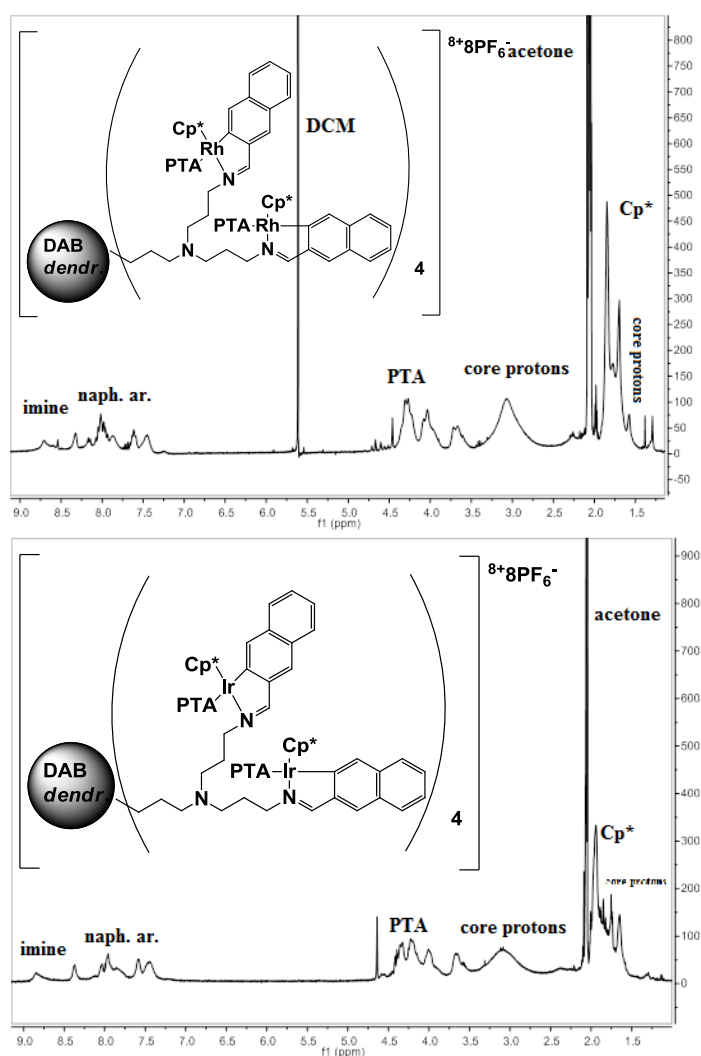 8+8PF6- acetone
800
750
700
650
600
550
500
450
400
350
300
250
200
150
100
50
0
-50
DCM
Cp*
Rh
PTA
N
Cp*
PTA-Rh
N
N
DAB
dendr.
4
Cp*
core protons
core protons
PTA
naph. ar.
imine
9.0 8.5 8.0 7.5 7.0 6.5 6.0 5.5 5.0 4.5 4.0 3.5 3.0 2.5 2.0 1.5
f1 (ppm)
8+8PF6-
900
800
700
600
500
400
300
200
100
0
acetone
Cp*
Ir
PTA
N
Cp*
PTA-Ir
N
N
DAB
dendr.
4
Cp*
core protons
PTA
core protons
naph. ar.
imine
9.0 8.5 8.0 7.5 7.0 6.5 6.0 5.5 5.0 4.5 4.0 3.5 3.0 2.5 2.0 1.5
f1 (ppm)